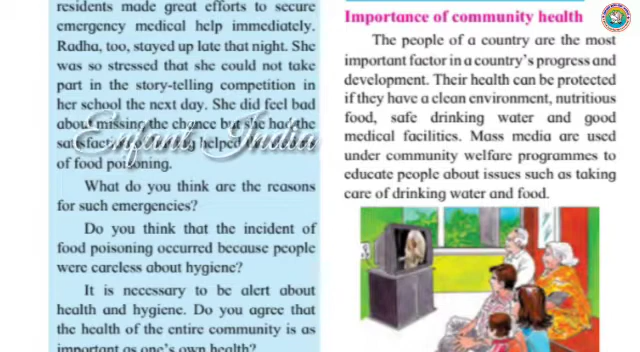 residents made great efforts to secure
emergency medical help immediately.
Radha, too, stayed up late that night. She
was so stressed that she could not take
part in the story-telling competition in
her school the next day. She did feel bad
about missing the chance but she had the
satisfaction of having helped the
of food poisoning.
What do you think are the reasons
for such emergencies?
Do you think that the incident of
food poisoning occurred because people
were careless about hygiene?
It is necessary to be alert about
health and hygiene. Do you agree that
the health of the entire community is as
important as one's own health?
Importance of community health
The people of a country are the most
important factor in a country's progress and
development. Their health can be protected
if they have a clean environment, nutritious
food, safe drinking water and good
medical facilities. Mass media are used
under community welfare programmes to
educate people about issues such as taking
care of drinking water and food.
Enfant India